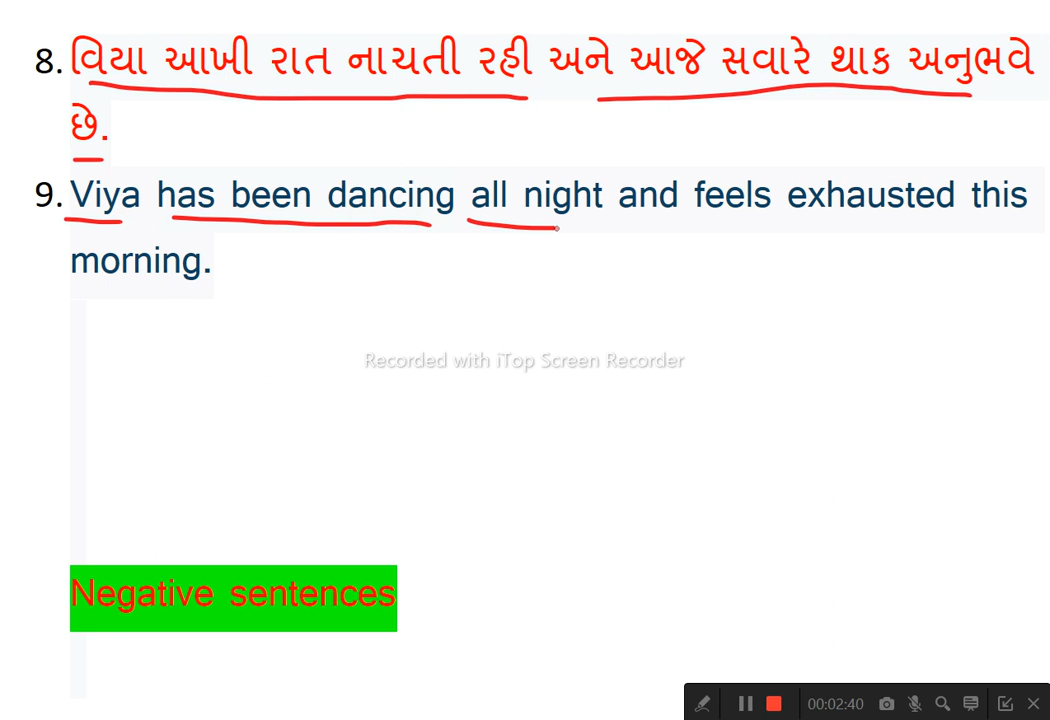 8. વિયા આખી રાત નાચતી રહી અને આજે સવારે થાક અનુભવે
છે.
9. Viya has been dancing all night and feels exhausted this
morning.
Recorded with iTop Screen Recorder
Negative sentences
00:02:40